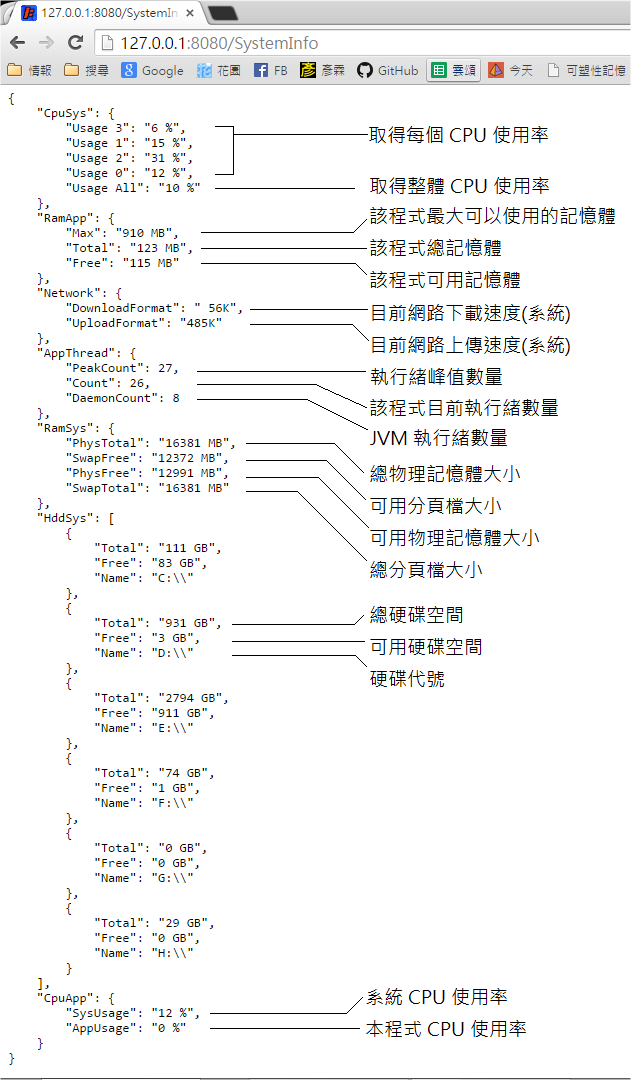 127.0.0.1:8080/SystemIn
127.0.0.1:8080/SystemInfo
情報 搜尋 Google 花園 FB 彥霖 GitHub 雲頌 今天 可塑性記憶
{
"CpuSys": {
"Usage 3": "6 %",
"Usage 1": "15 %", 取得每個 CPU 使用率
"Usage 2": "31 %",
"Usage 0": "12 %",
"Usage All": "10 %" 取得整體 CPU 使用率
},
"RamApp": { 該程式最大可以使用的記憶體
"Max": "910 MB",
"Total": "123 MB", 該程式總記憶體
"Free": "115 MB" 該程式可用記憶體
},
"Network": {
"DownloadFormat": " 56K", 目前網路下載速度(系統)
"UploadFormat": "485K" 目前網路上傳速度(系統)
},
"AppThread": {
"PeakCount": 27, 執行緒峰值數量
"Count": 26, 該程式目前執行緒數量
"DaemonCount": 8 JVM 執行緒數量
},
"RamSys": {
"PhysTotal": "16381 MB", 總物理記憶體大小
"SwapFree": "12372 MB", 可用分頁檔大小
"PhysFree": "12991 MB", 可用物理記憶體大小
"SwapTotal": "16381 MB" 總分頁檔大小
},
"HddSys": [
{
"Total": "111 GB",
"Free": "83 GB",
"Name": "C:\\"
},
{
"Total": "931 GB", 總硬碟空間
"Free": "3 GB", 可用硬碟空間
"Name": "D:\\" 硬碟代號
},
{
"Total": "2794 GB",
"Free": "911 GB",
"Name": "E:\\"
},
{
"Total": "74 GB",
"Free": "1 GB",
"Name": "F:\\"
},
{
"Total": "0 GB",
"Free": "0 GB",
"Name": "G:\\"
},
{
"Total": "29 GB",
"Free": "0 GB",
"Name": "H:\\"
}
],
"CpuApp": { 系統 CPU 使用率
"SysUsage": "12 %",
"AppUsage": "0 %" 本程式 CPU 使用率
}
}